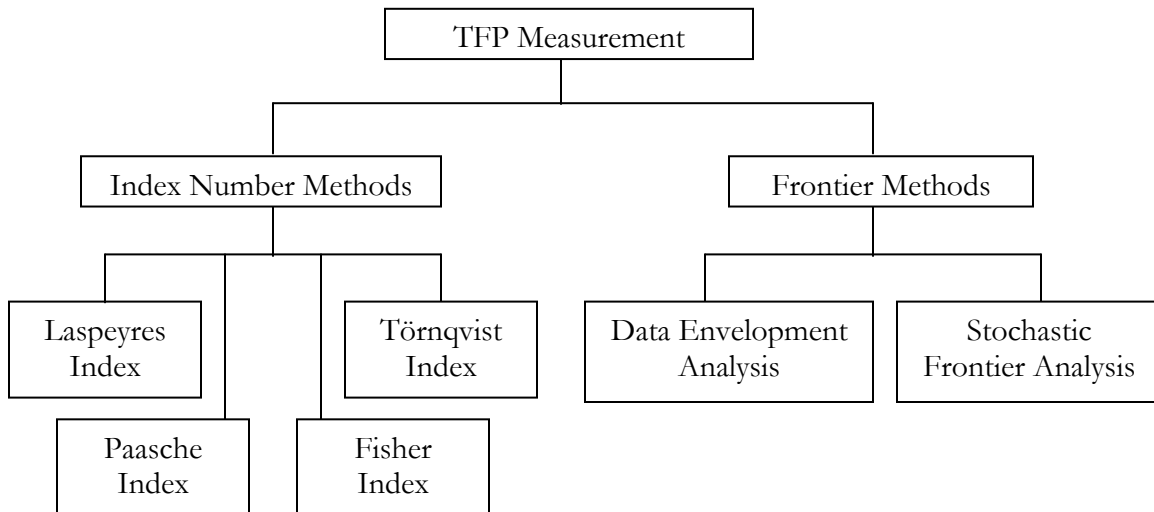 TFP Measurement
Index Number Methods
Frontier Methods
Laspeyres
Index
Törnqvist
Index
Data Envelopment
Analysis
Stochastic
Frontier Analysis
Paasche
Index
Fisher
Index